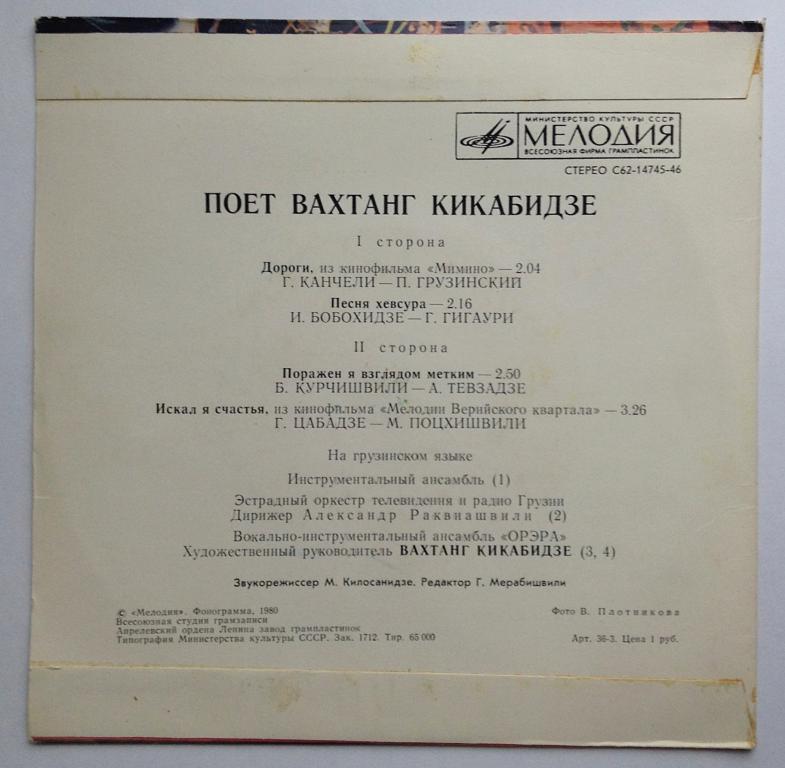 МИНИСТЕРСТВО КУЛЬТУРЫ СССР
МЕЛОДИЯ
ВСЕСОЮЗНАЯ ФИРМА ГРАМПЛАСТИНОК
СТЕРЕО С62-14745-46
ПОЕТ ВАХТАНГ КИКАБИДЗЕ
I сторона
Дороги, из кинофильма «Мимино» — 2.04
Г. КАНЧЕЛИ — П. ГРУЗИНСКИЙ
Песня хевсура — 2.16
И. БОБОХИДЗЕ — Г. ГИГАУРИ
II сторона
Поражен я взглядом метким — 2.50
Б. КУРЧИШВИЛИ — А. ТЕВЗАДЗЕ
Искал я счастья, из кинофильма «Мелодии Верийского квартала» — 3.26
Г. ЦАБАДЗЕ — М. ПОЦХИШВИЛИ
На грузинском языке
Инструментальный ансамбль (1)
Эстрадный оркестр телевидения и радио Грузии
Дирижер Александр Раквиашвили (2)
Вокально-инструментальный ансамбль «ОРЭРА»
Художественный руководитель ВАХТАНГ КИКАБИДЗЕ (3, 4)
Звукорежиссер М. Килосанидзе. Редактор Г. Мерабишвили
© «Мелодия». Фонограмма, 1980
Всесоюзная студия грамзаписи
Апрелевский ордена Ленина завод грампластинок
Типография Министерства культуры СССР. Зак. 1712. Тир. 65 000
Фото В. Плотникова
Арт. 36-3. Цена 1 руб.